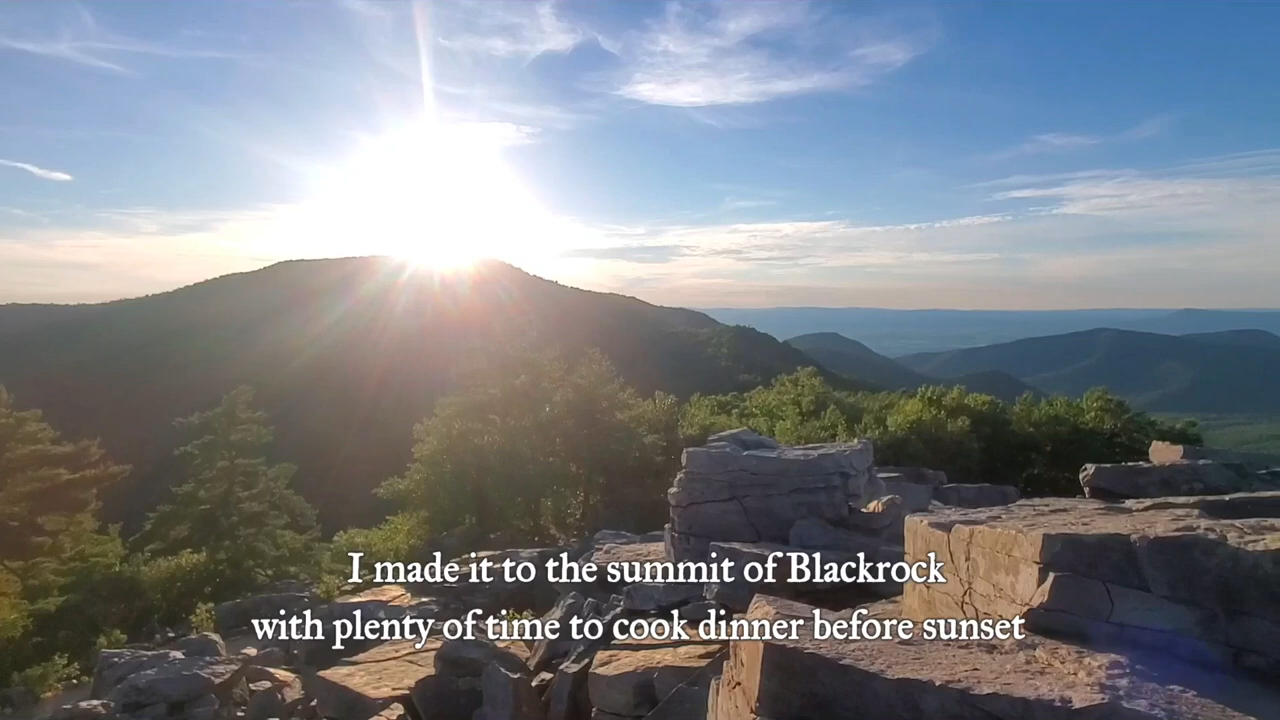 I made it to the summit of Blackrock
with plenty of time to cook dinner before sunset